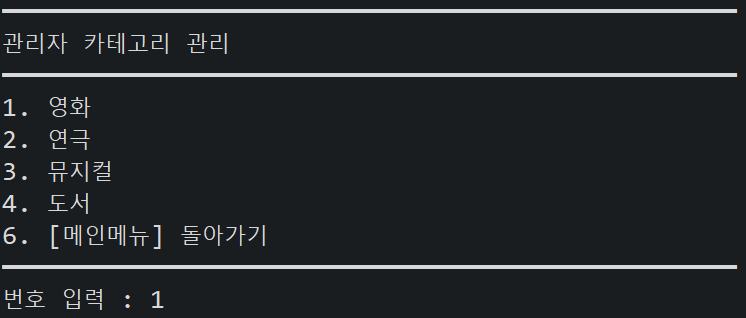 관리자 카테고리 관리
1. 영화
2. 연극
3. 뮤지컬
4. 도서
6. [메인메뉴] 돌아가기
번호 입력 : 1